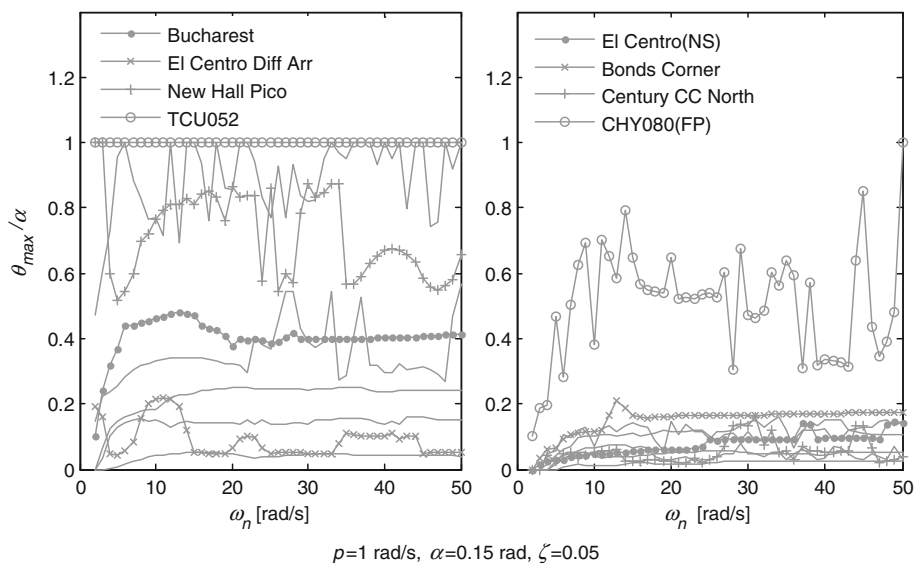 Bucharest
El Centro Diff Arr
New Hall Pico
TCU052
1.2
1
0.8
0.6
0.4
0.2
0
θmax/α
0 10 20 30 40 50
ωn [rad/s]
El Centro(NS)
Bonds Corner
Century CC North
CHY080(FP)
1.2
1
0.8
0.6
0.4
0.2
0
0 10 20 30 40 50
ωn [rad/s]
p=1 rad/s, α=0.15 rad, ζ=0.05